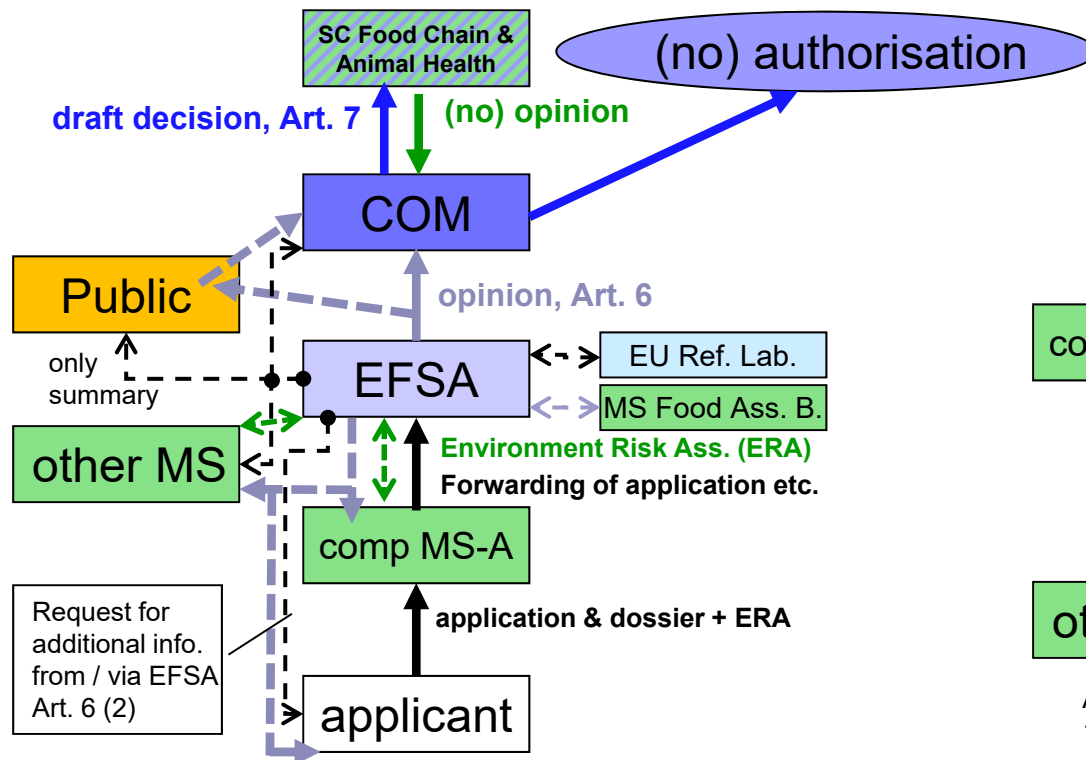 SC Food Chain &
Animal Health
(no) authorisation
draft decision, Art. 7
(no) opinion
COM
Public
opinion, Art. 6
only
summary
EFSA
EU Ref. Lab.
MS Food Ass. B.
other MS
Environment Risk Ass. (ERA)
Forwarding of application etc.
comp MS-A
Request for
additional info.
from / via EFSA
Art. 6 (2)
application & dossier + ERA
applicant
co
ot